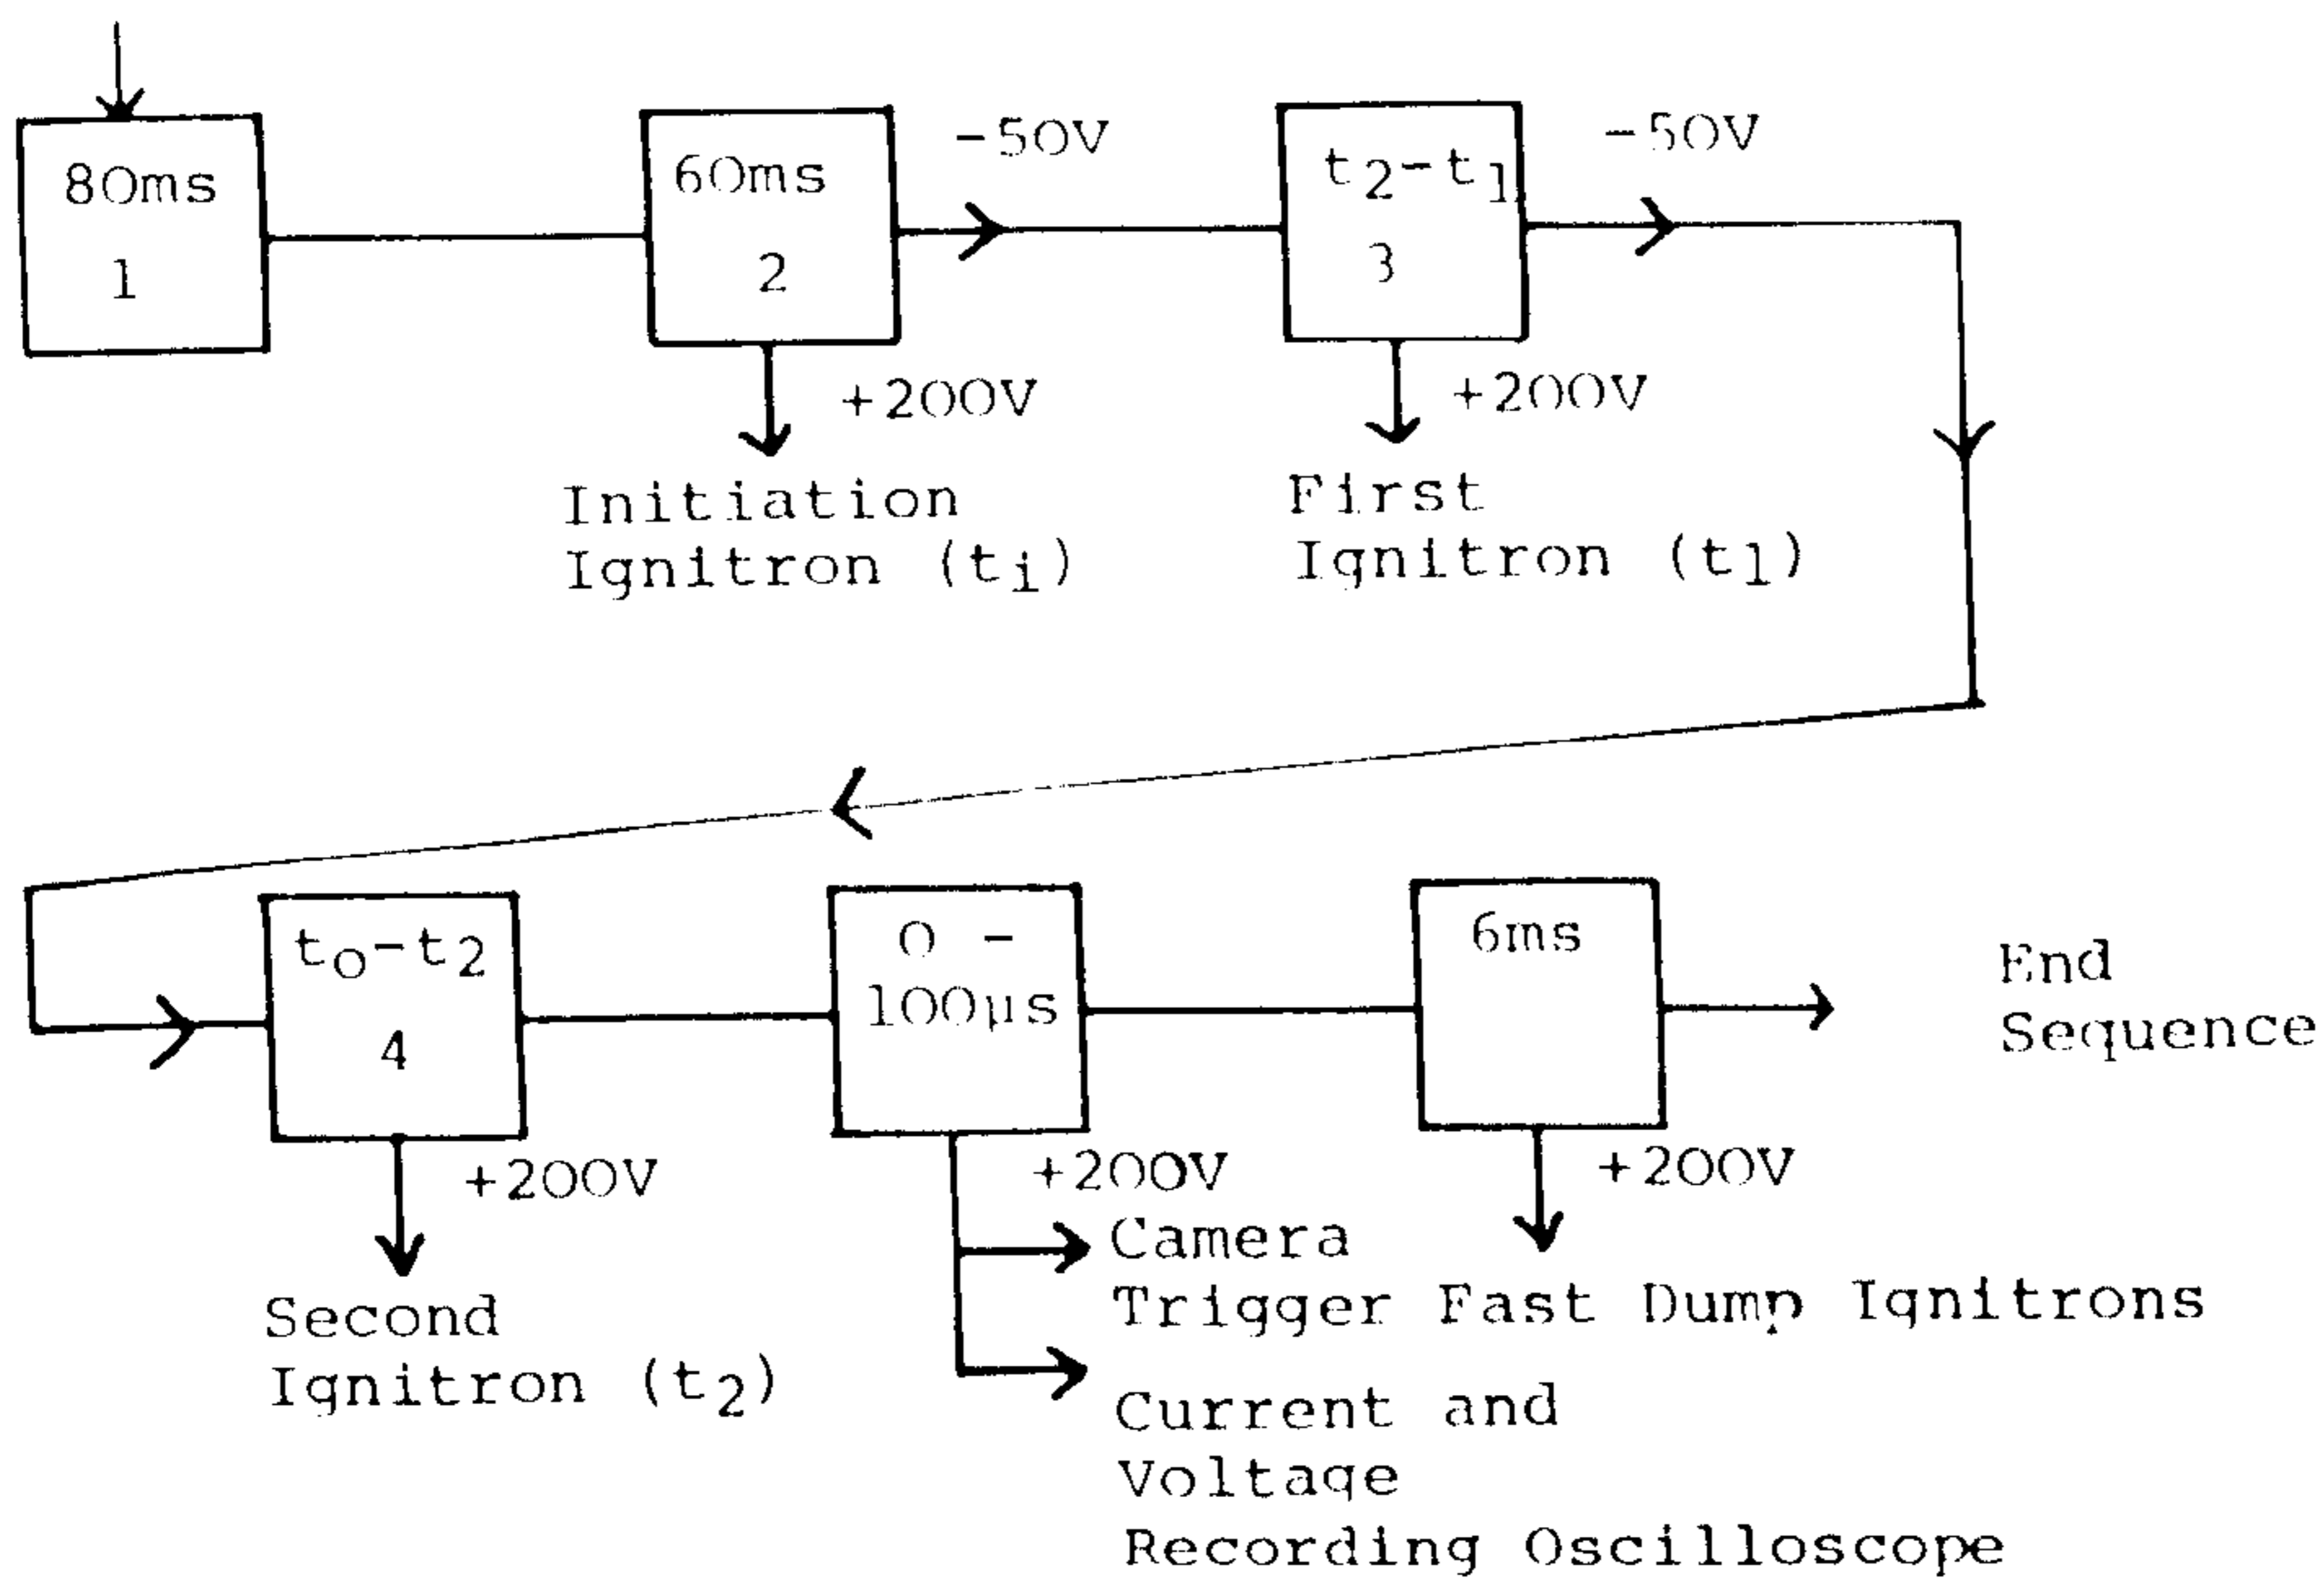 80ms
1
60ms
2
-50V
t2-t1
3
-50V
+200V
+200V
Initiation
Ignitron (ti)
First
Ignitron (t1)
to-t2
4
0 -
100µs
6ms
End
Sequence
+200V
+200V
+200V
Second
Ignitron (t2)
Camera
Trigger
Fast Dump Ignitrons
Current and
Voltage
Recording Oscilloscope